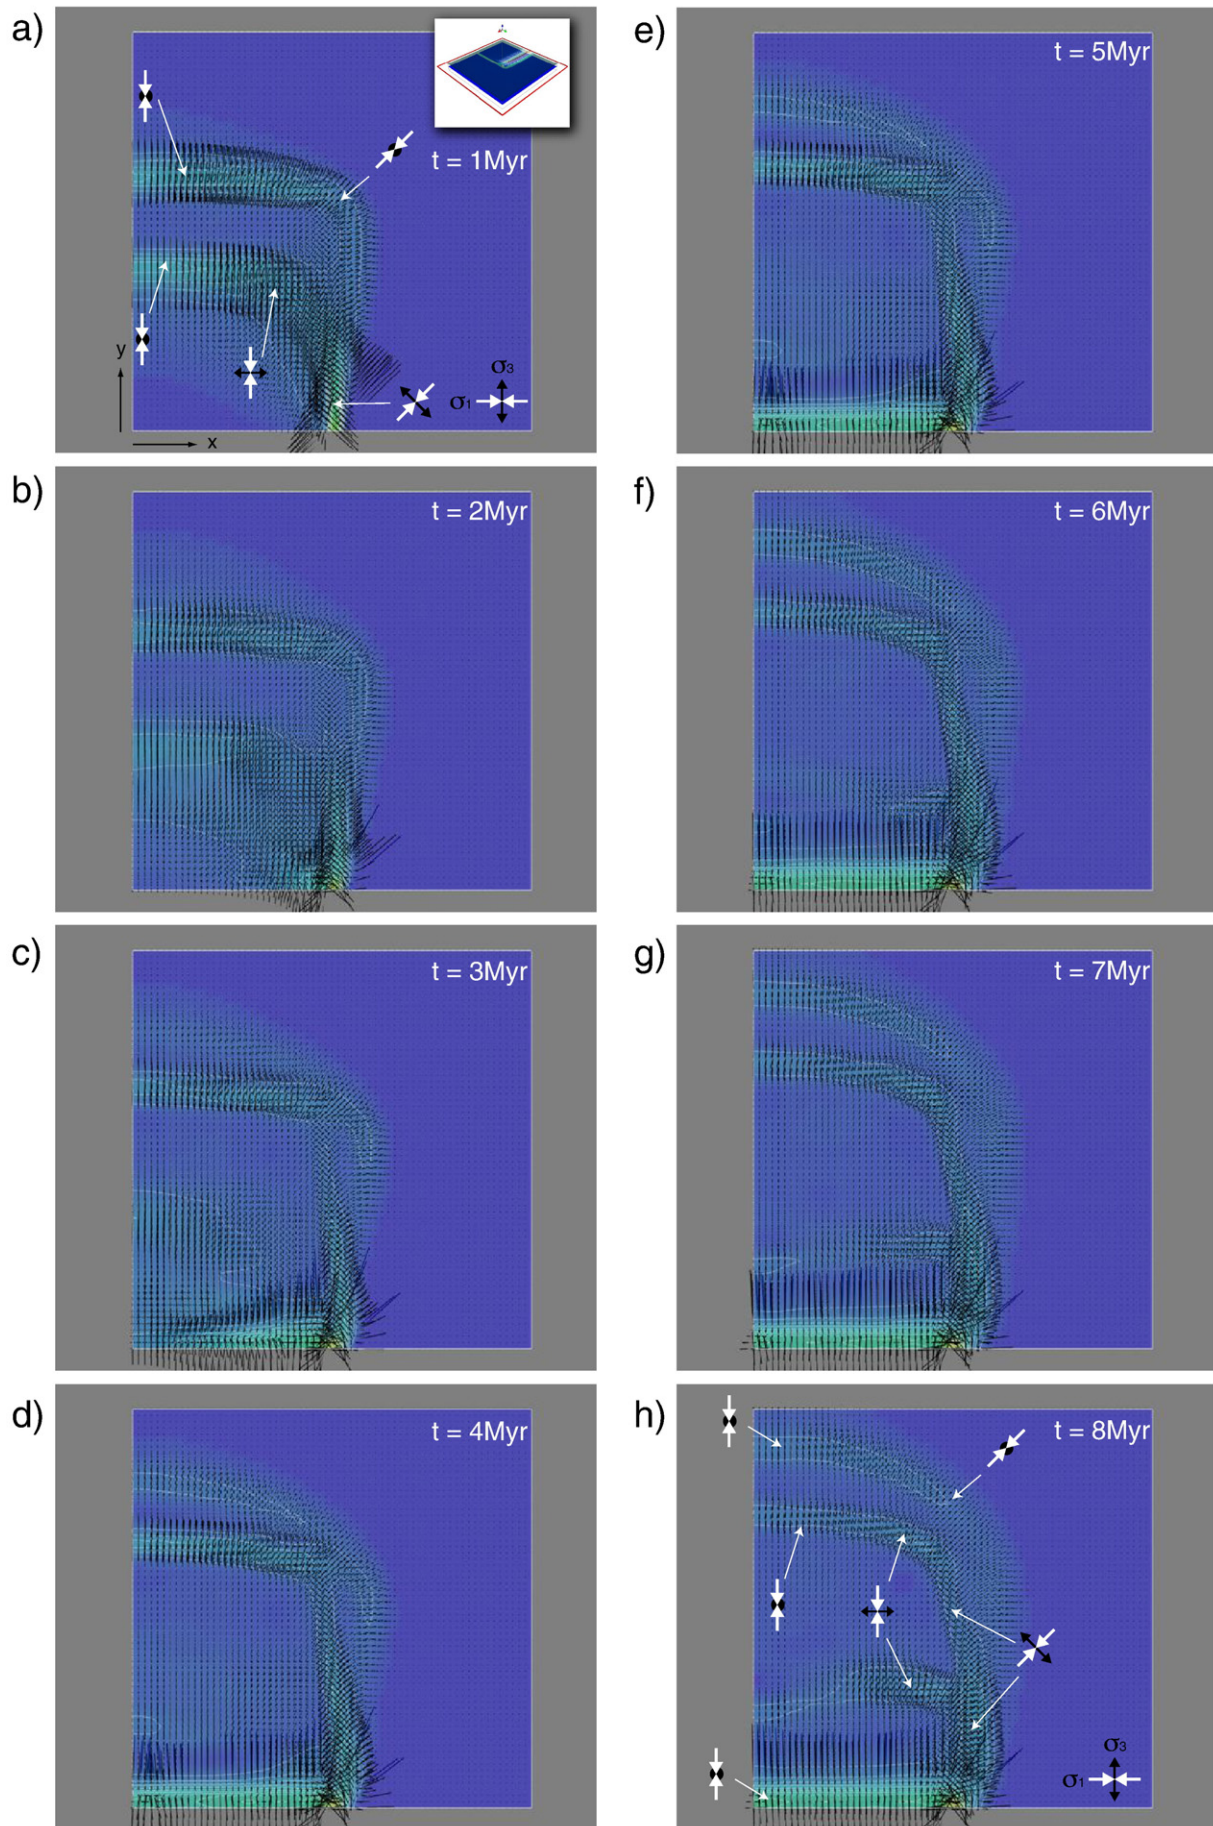 a)
t = 1Myr
y
x
σ3
σ1
b)
t = 2Myr
c)
t = 3Myr
d)
t = 4Myr
e)
t = 5Myr
f)
t = 6Myr
g)
t = 7Myr
h)
t = 8Myr
σ3
σ1